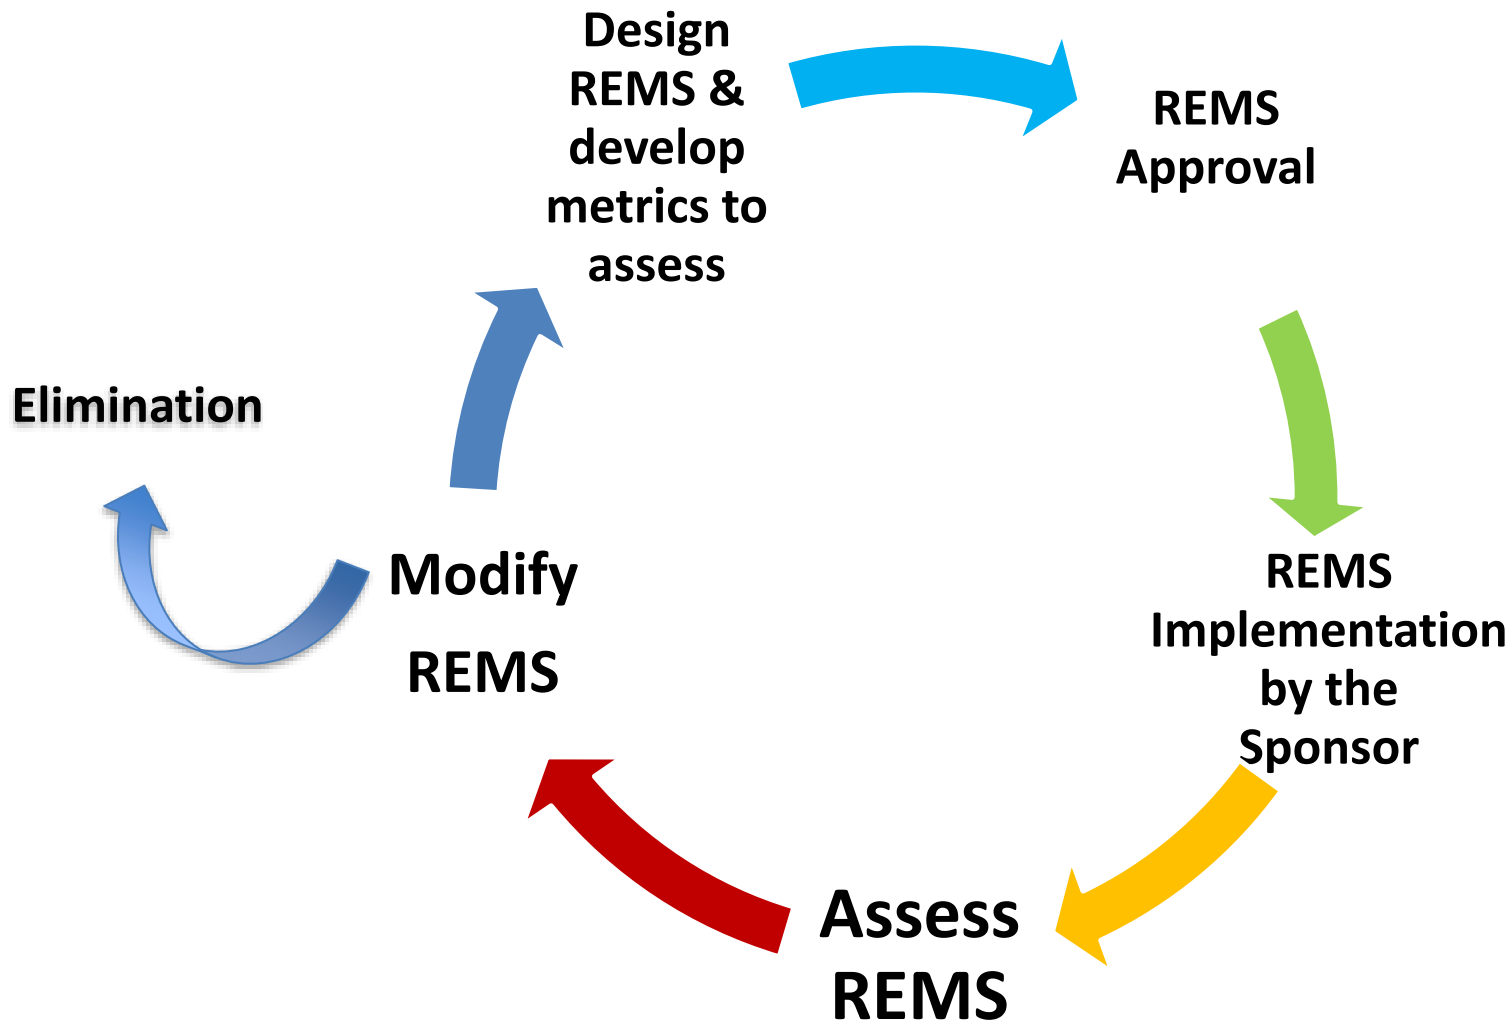 Design
REMS &
develop
metrics to
assess
REMS
Approval
REMS
Implementation
by the
Sponsor
Assess
REMS
Modify
REMS
Elimination